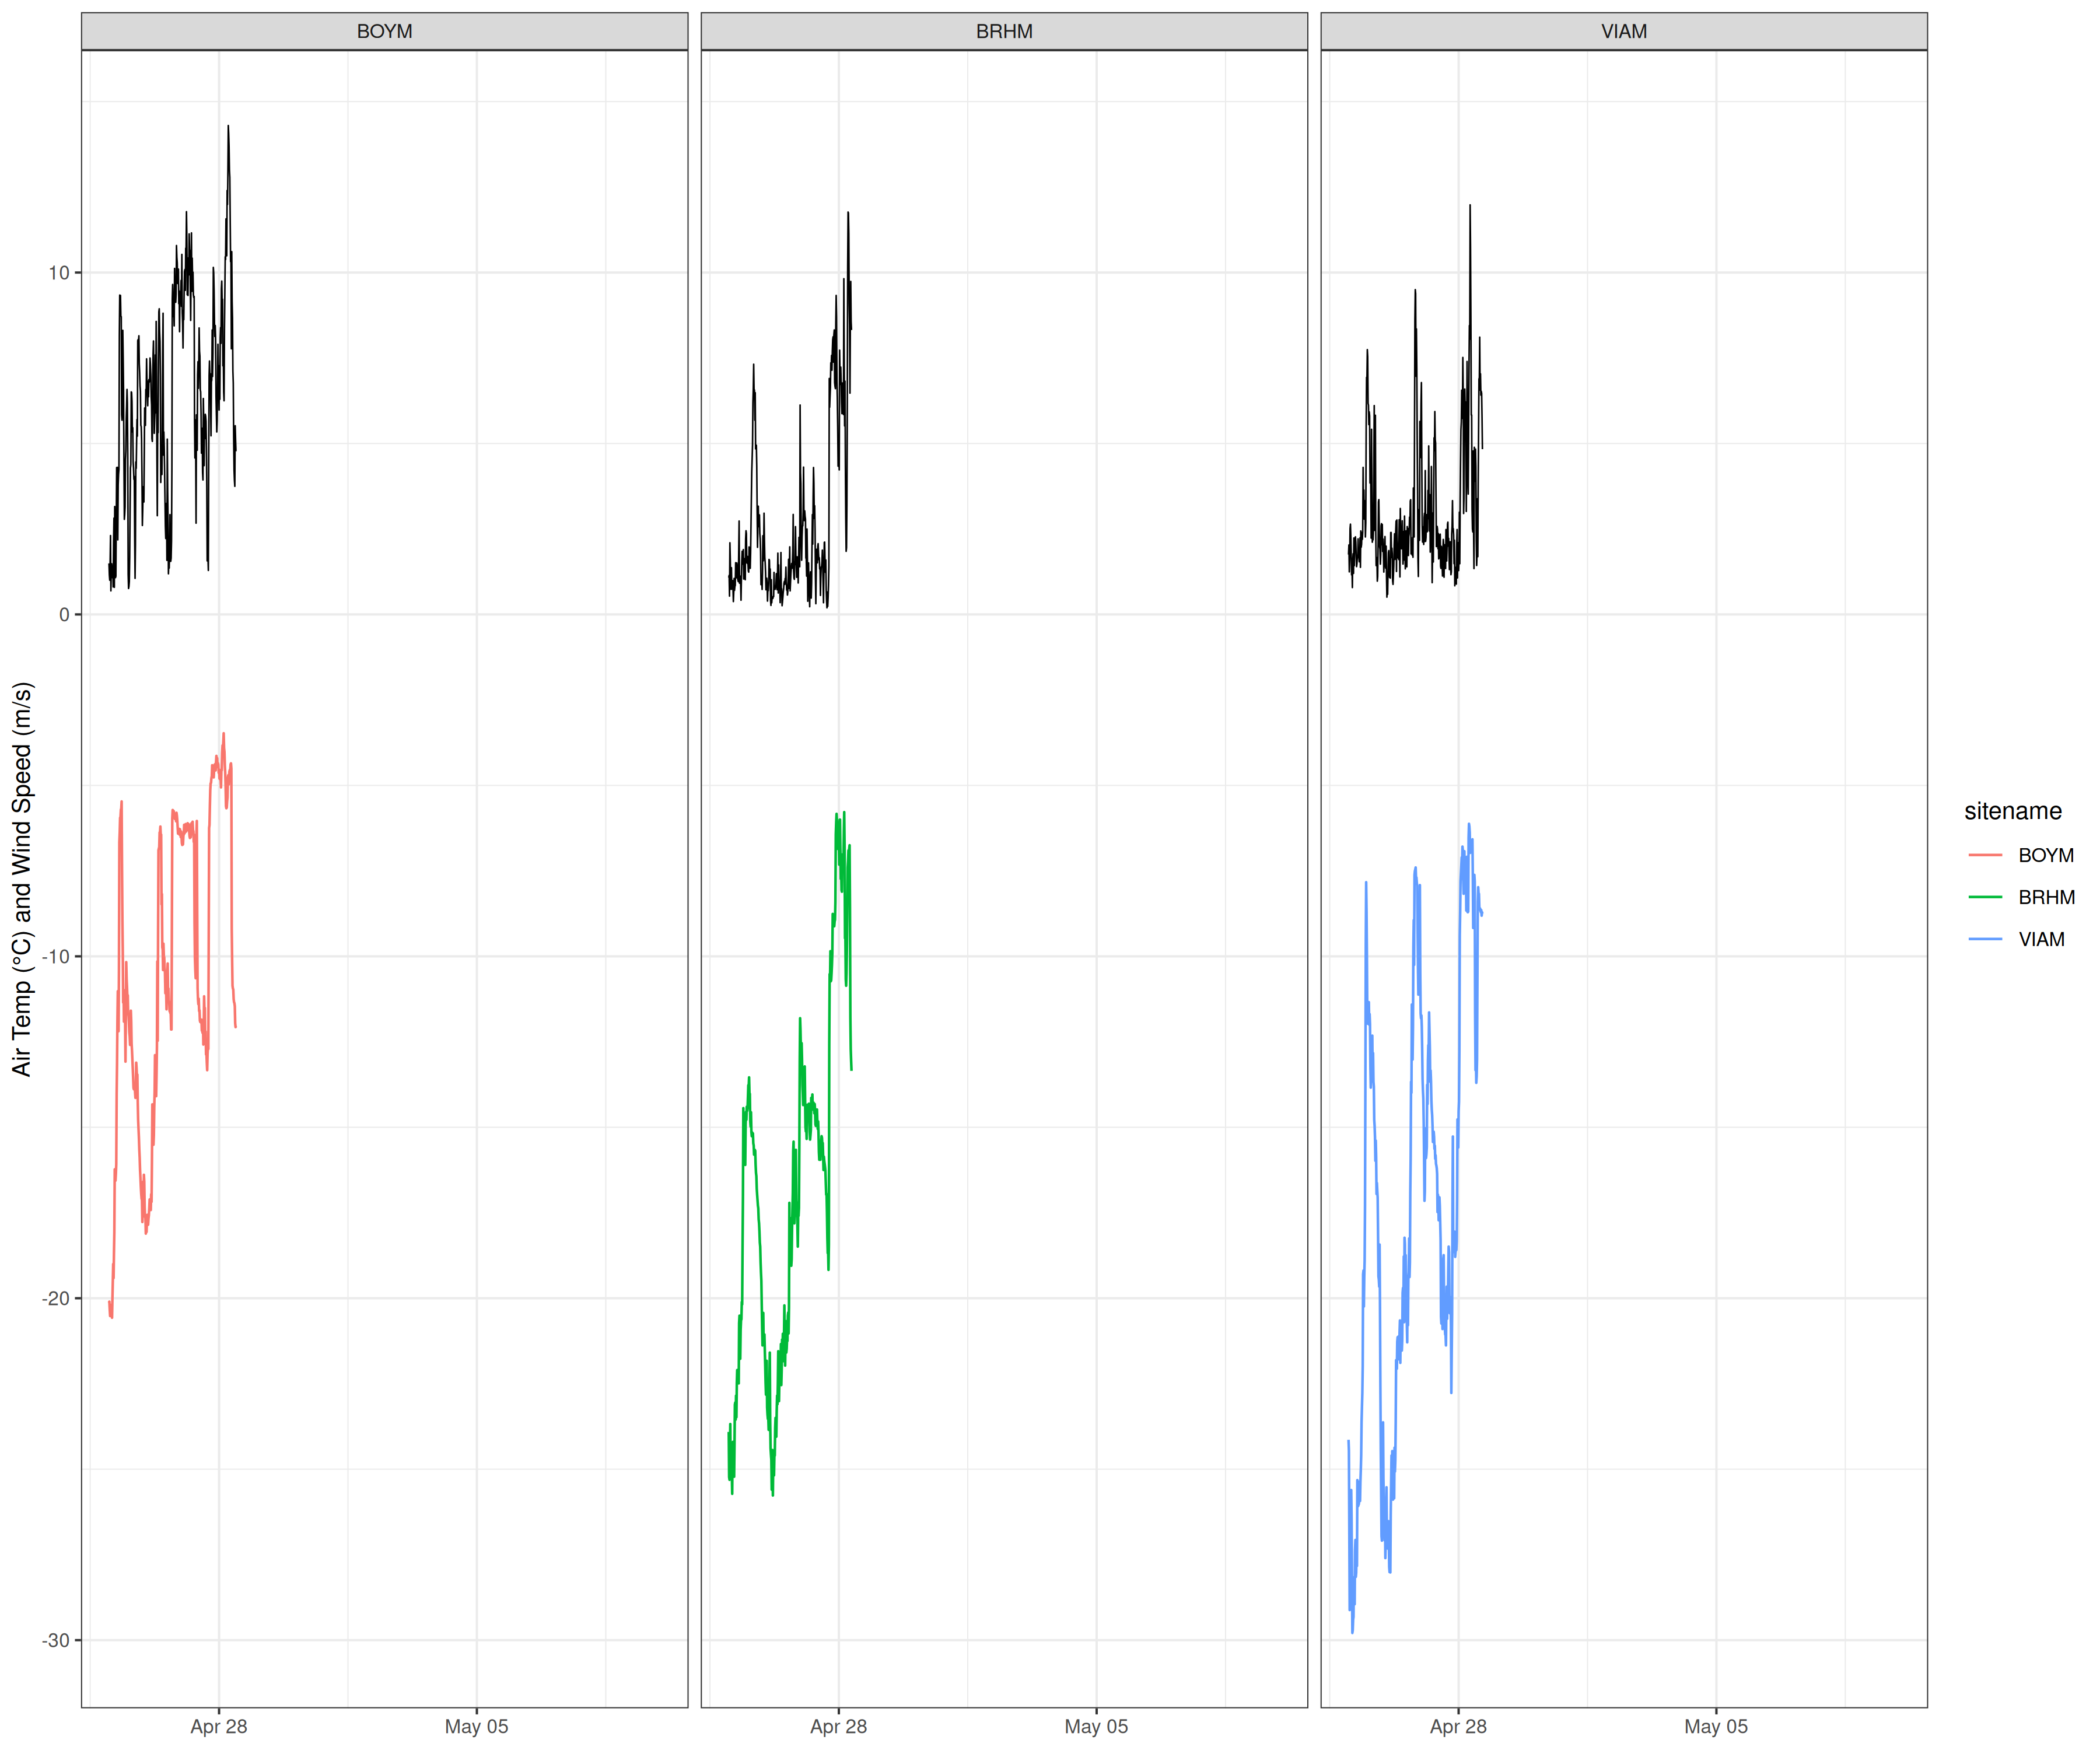 BOYM
BRHM
VIAM
10
0
-10
-20
-30
Air Temp (°C) and Wind Speed (m/s)
Apr 28
May 05
Apr 28
May 05
Apr 28
May 05
sitename
BOYM
BRHM
VIAM